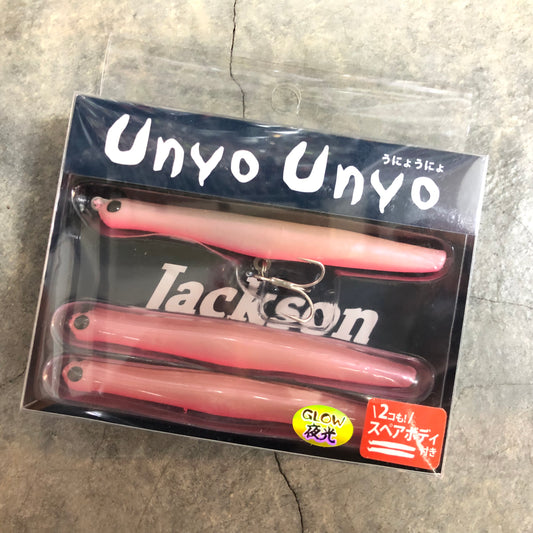 Unyo Unyo
うにょうにょ
Jackson
GLOW
夜光
\2コも!/
スペアボディ
付き